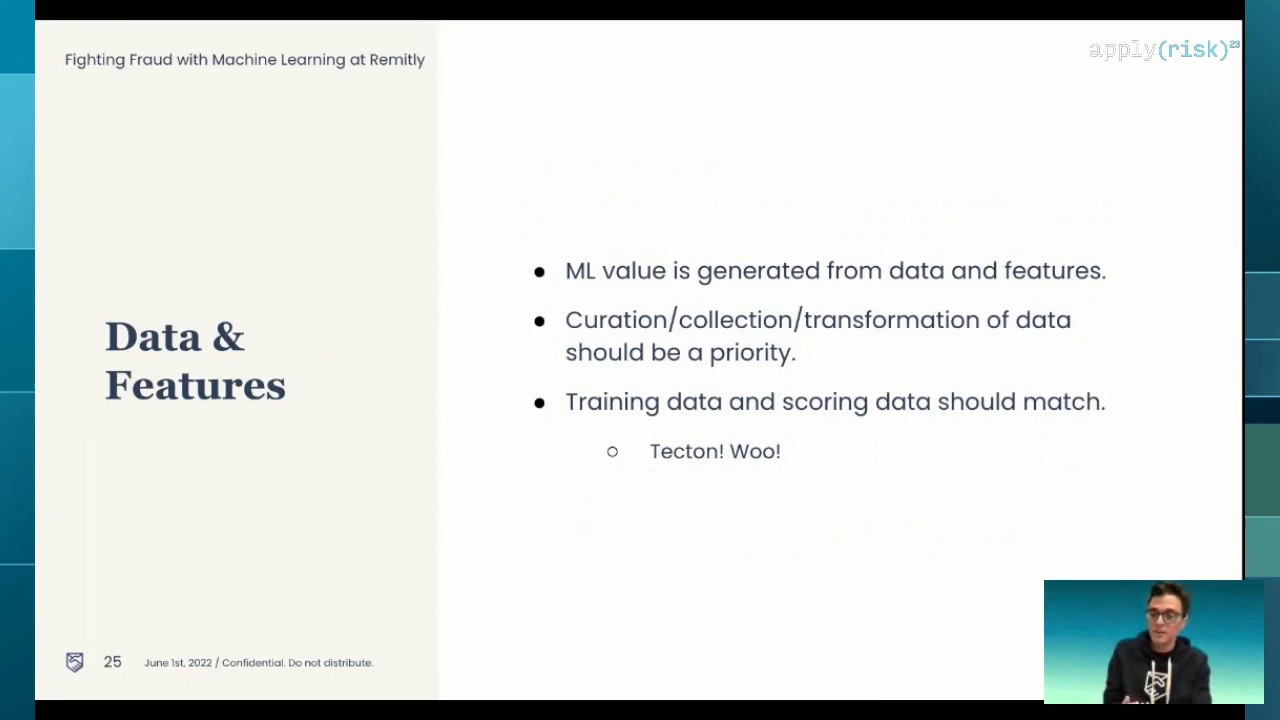 Fighting Fraud with Machine Learning at Remitly
apply(risk)23
Data &
Features
● ML value is generated from data and features.
● Curation/collection/transformation of data
should be a priority.
● Training data and scoring data should match.
○ Tecton! Woo!
25 June 1st, 2022 / Confidential. Do not distribute.